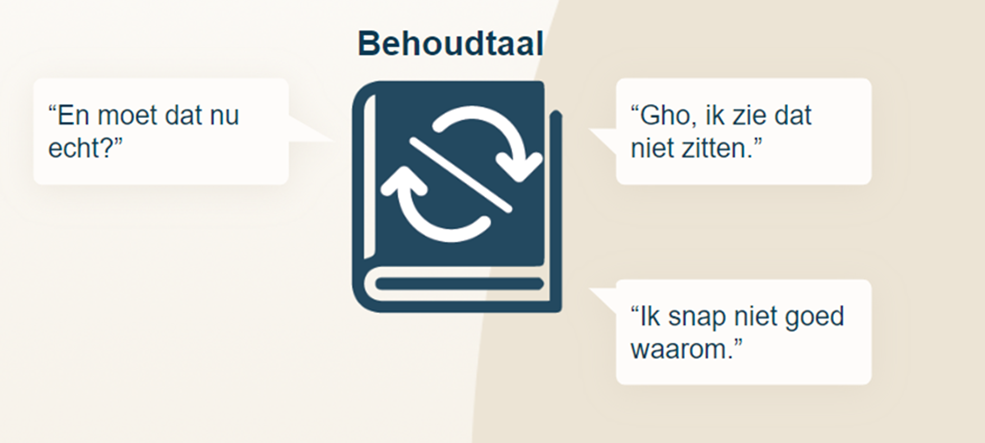 Behoudtaal
“En moet dat nu
echt?”
“Gho, ik zie dat
niet zitten.”
“Ik snap niet goed
waarom.”